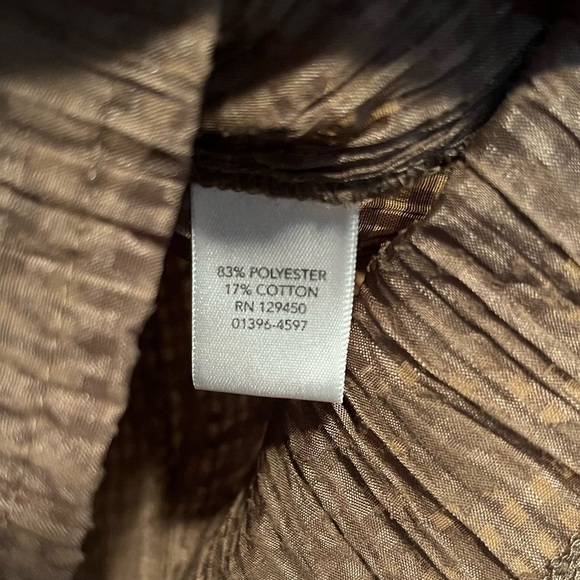 83% POLYESTER
17% COTTON
RN 129450
01396-4597